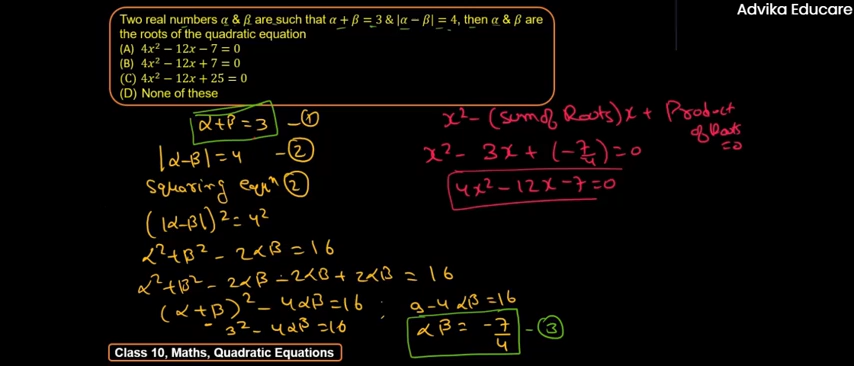 Advika Educare
Two real numbers α & β are such that α + β = 3 & |α − β| = 4, then α & β are
the roots of the quadratic equation
(A) 4x² − 12x − 7 = 0
(B) 4x² − 12x + 7 = 0
(C) 4x² − 12x + 25 = 0
(D) None of these
α+β = 3 — ①
|α-β| = 4 — ②
Squaring eqⁿ ②
(|α-β|)² = 4²
α²+β² - 2αβ = 16
α²+β² - 2αβ - 2αβ + 2αβ = 16
(α+β)² - 4αβ = 16 ; 9-4αβ = 16
3² - 4αβ = 16
αβ = -7/4 — ③
x² - (Sum of Roots)x + Product of Roots = 0
x² - 3x + (-7/4) = 0
4x² - 12x - 7 = 0
Class 10, Maths, Quadratic Equations